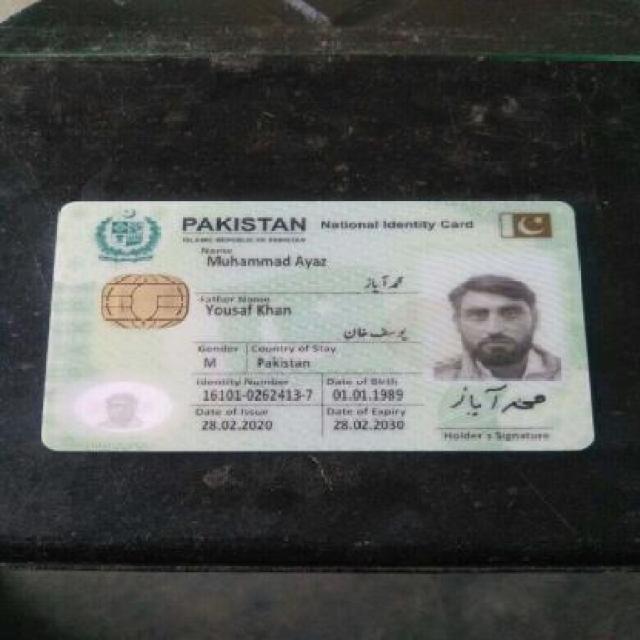 PAKISTAN National Identity Card
ISLAMIC REPUBLIC OF PAKISTAN
Name
Muhammad Ayaz
محمد آیاز
Father Name
Yousaf Khan
یوسف خان
Gender Country of Stay
M Pakistan
Identity Number Date of Birth
16101-0262413-7 01.01.1989
Date of Issue Date of Expiry
28.02.2020 28.02.2030
محمد آیاز
Holder's Signature